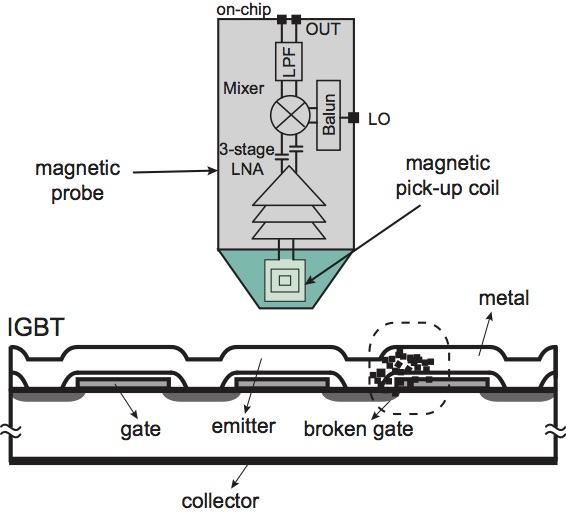 on-chip
OUT
LPF
Mixer
Balun
LO
3-stage
LNA
magnetic
probe
magnetic
pick-up coil
metal
IGBT
gate
emitter
broken gate
collector